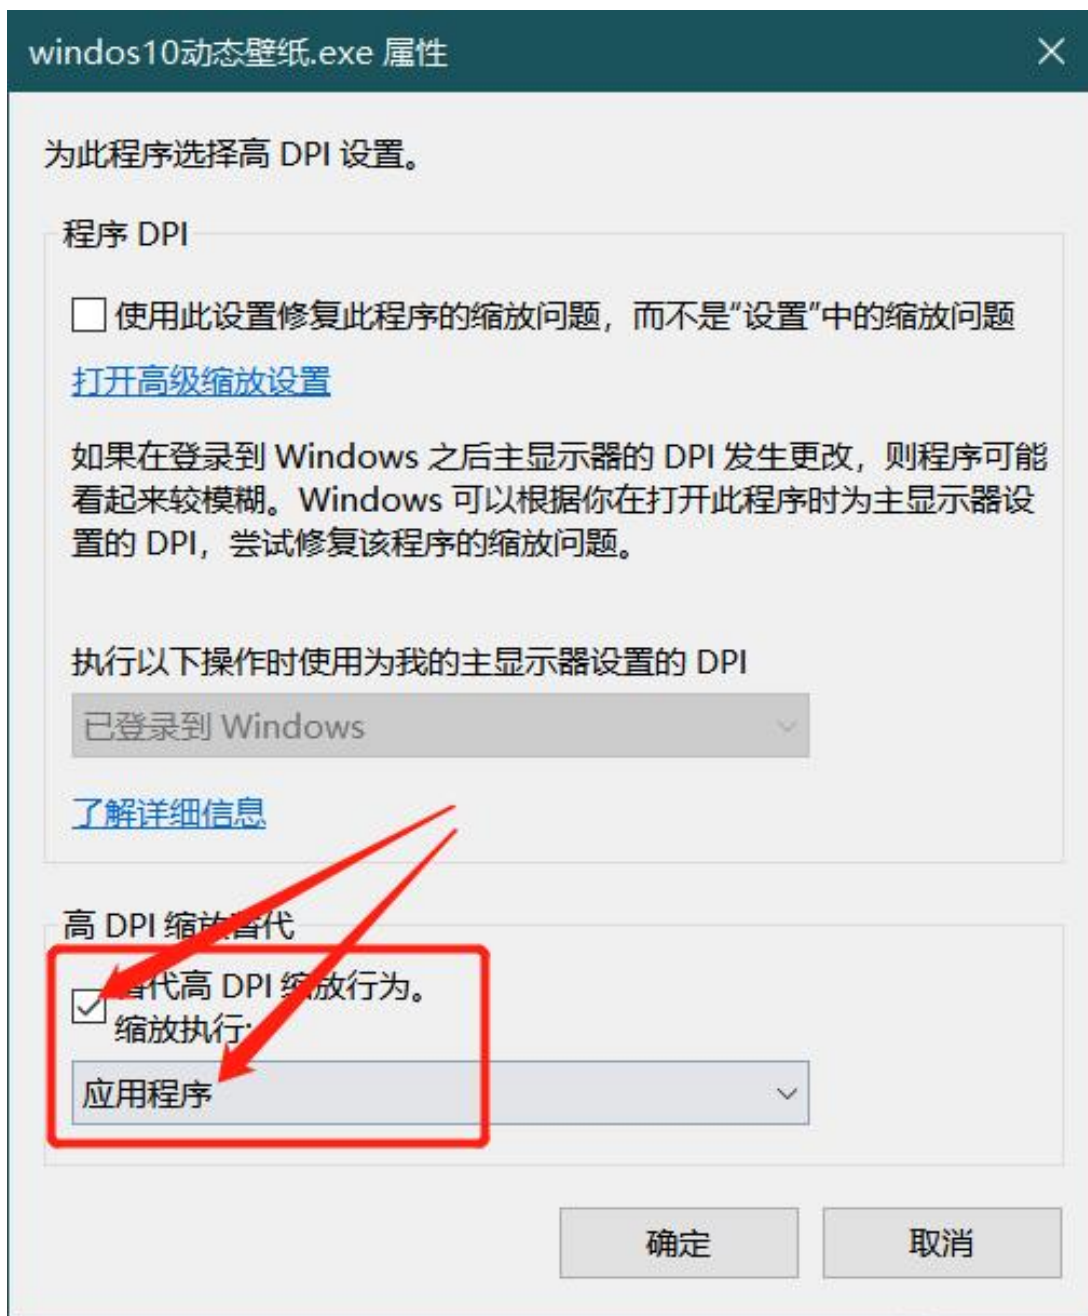 windos10动态壁纸.exe 属性
为此程序选择高 DPI 设置。
程序 DPI
使用此设置修复此程序的缩放问题，而不是“设置”中的缩放问题
打开高级缩放设置
如果在登录到 Windows 之后主显示器的 DPI 发生更改，则程序可能
看起来较模糊。Windows 可以根据你在打开此程序时为主显示器设
置的 DPI，尝试修复该程序的缩放问题。
执行以下操作时使用为我的主显示器设置的 DPI
已登录到 Windows
了解详细信息
高 DPI 缩放替代
替代高 DPI 缩放行为。
缩放执行:
应用程序
确定
取消